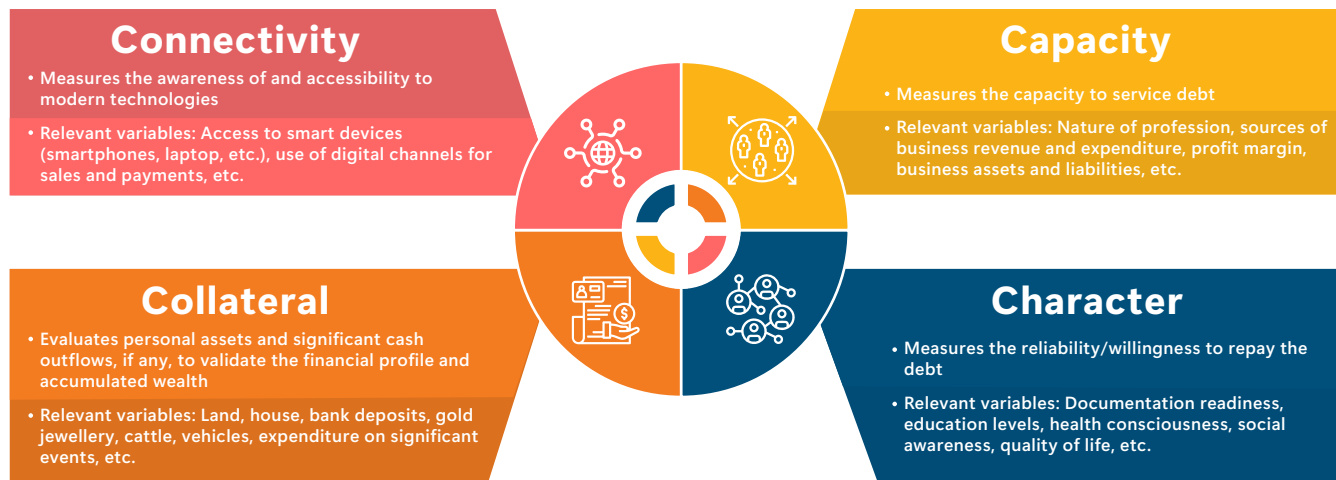 Connectivity
• Measures the awareness of and accessibility to
modern technologies
• Relevant variables: Access to smart devices
(smartphones, laptop, etc.), use of digital channels for
sales and payments, etc.
Capacity
• Measures the capacity to service debt
• Relevant variables: Nature of profession, sources of
business revenue and expenditure, profit margin,
business assets and liabilities, etc.
Collateral
• Evaluates personal assets and significant cash
outflows, if any, to validate the financial profile and
accumulated wealth
• Relevant variables: Land, house, bank deposits, gold
jewellery, cattle, vehicles, expenditure on significant
events, etc.
Character
• Measures the reliability/willingness to repay the
debt
• Relevant variables: Documentation readiness,
education levels, health consciousness, social
awareness, quality of life, etc.
$